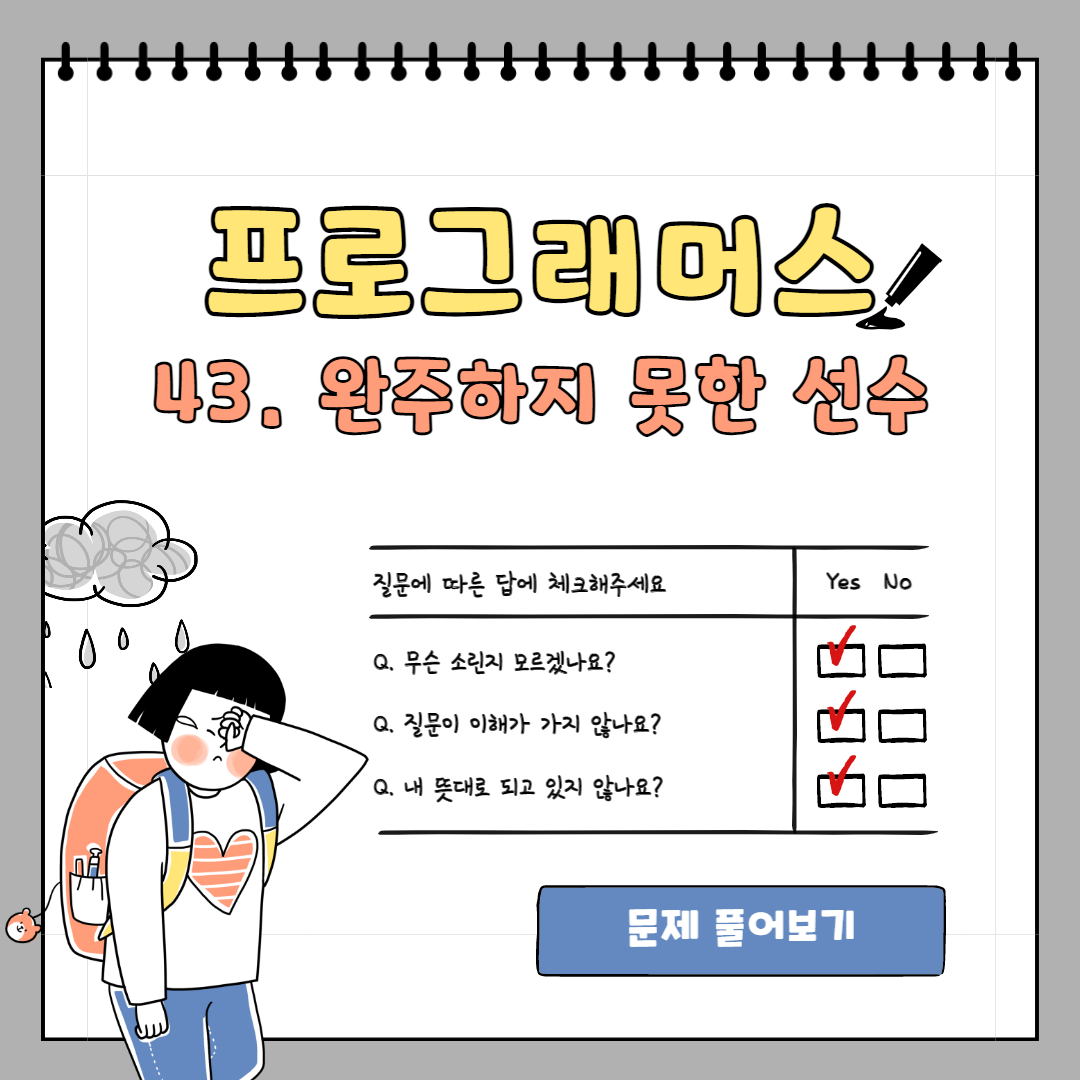 프로그래머스
43. 완주하지 못한 선수
질문에 따른 답에 체크해주세요 Yes No
Q. 무슨 소린지 모르겠나요?
Q. 질문이 이해가 가지 않나요?
Q. 내 뜻대로 되고 있지 않나요?
문제 풀어보기